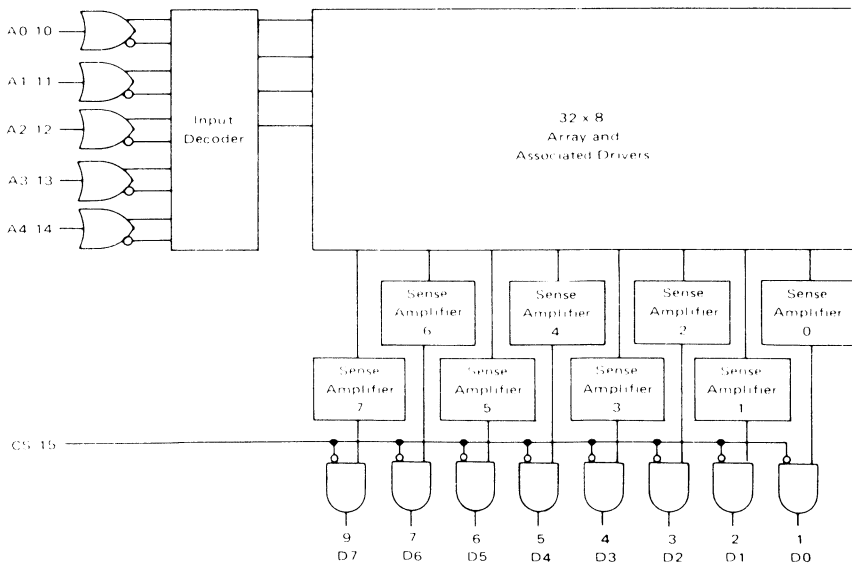 A0 10
A1 11
A2 12
A3 13
A4 14
Input
Decoder
32 x 8
Array and
Associated Drivers
Sense
Amplifier
6
Sense
Amplifier
4
Sense
Amplifier
2
Sense
Amplifier
0
Sense
Amplifier
7
Sense
Amplifier
5
Sense
Amplifier
3
Sense
Amplifier
1
CS 15
9 7 6 5 4 3 2 1
D7 D6 D5 D4 D3 D2 D1 D0